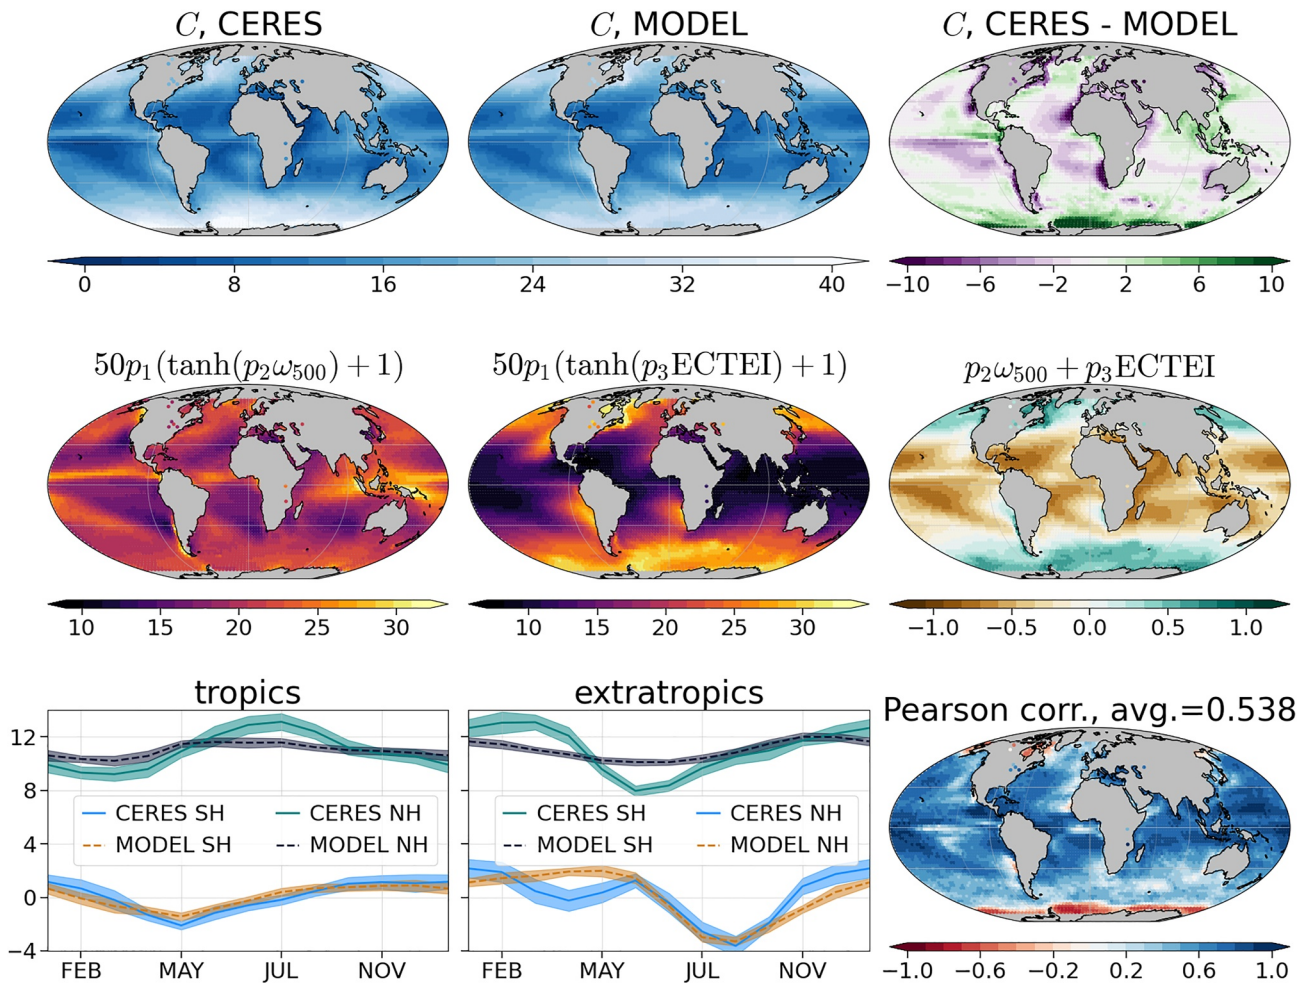 C, CERES
C, MODEL
C, CERES - MODEL
0 8 16 24 32 40
−10 −6 −2 2 6 10
50p₁(tanh(p₂ω₅₀₀) + 1)
50p₁(tanh(p₃ECTEI) + 1)
p₂ω₅₀₀ + p₃ECTEI
10 15 20 25 30
10 15 20 25 30
−1.0 −0.5 0.0 0.5 1.0
tropics
extratropics
Pearson corr., avg.=0.538
12
8
4
0
−4
CERES SH CERES NH
MODEL SH MODEL NH
CERES SH CERES NH
MODEL SH MODEL NH
FEB MAY JUL NOV
FEB MAY JUL NOV
−1.0 −0.6 −0.2 0.2 0.6 1.0